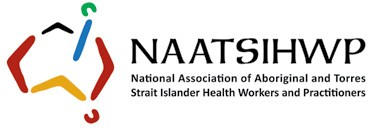 NAATSIHWP
National Association of Aboriginal and Torres
Strait Islander Health Workers and Practitioners